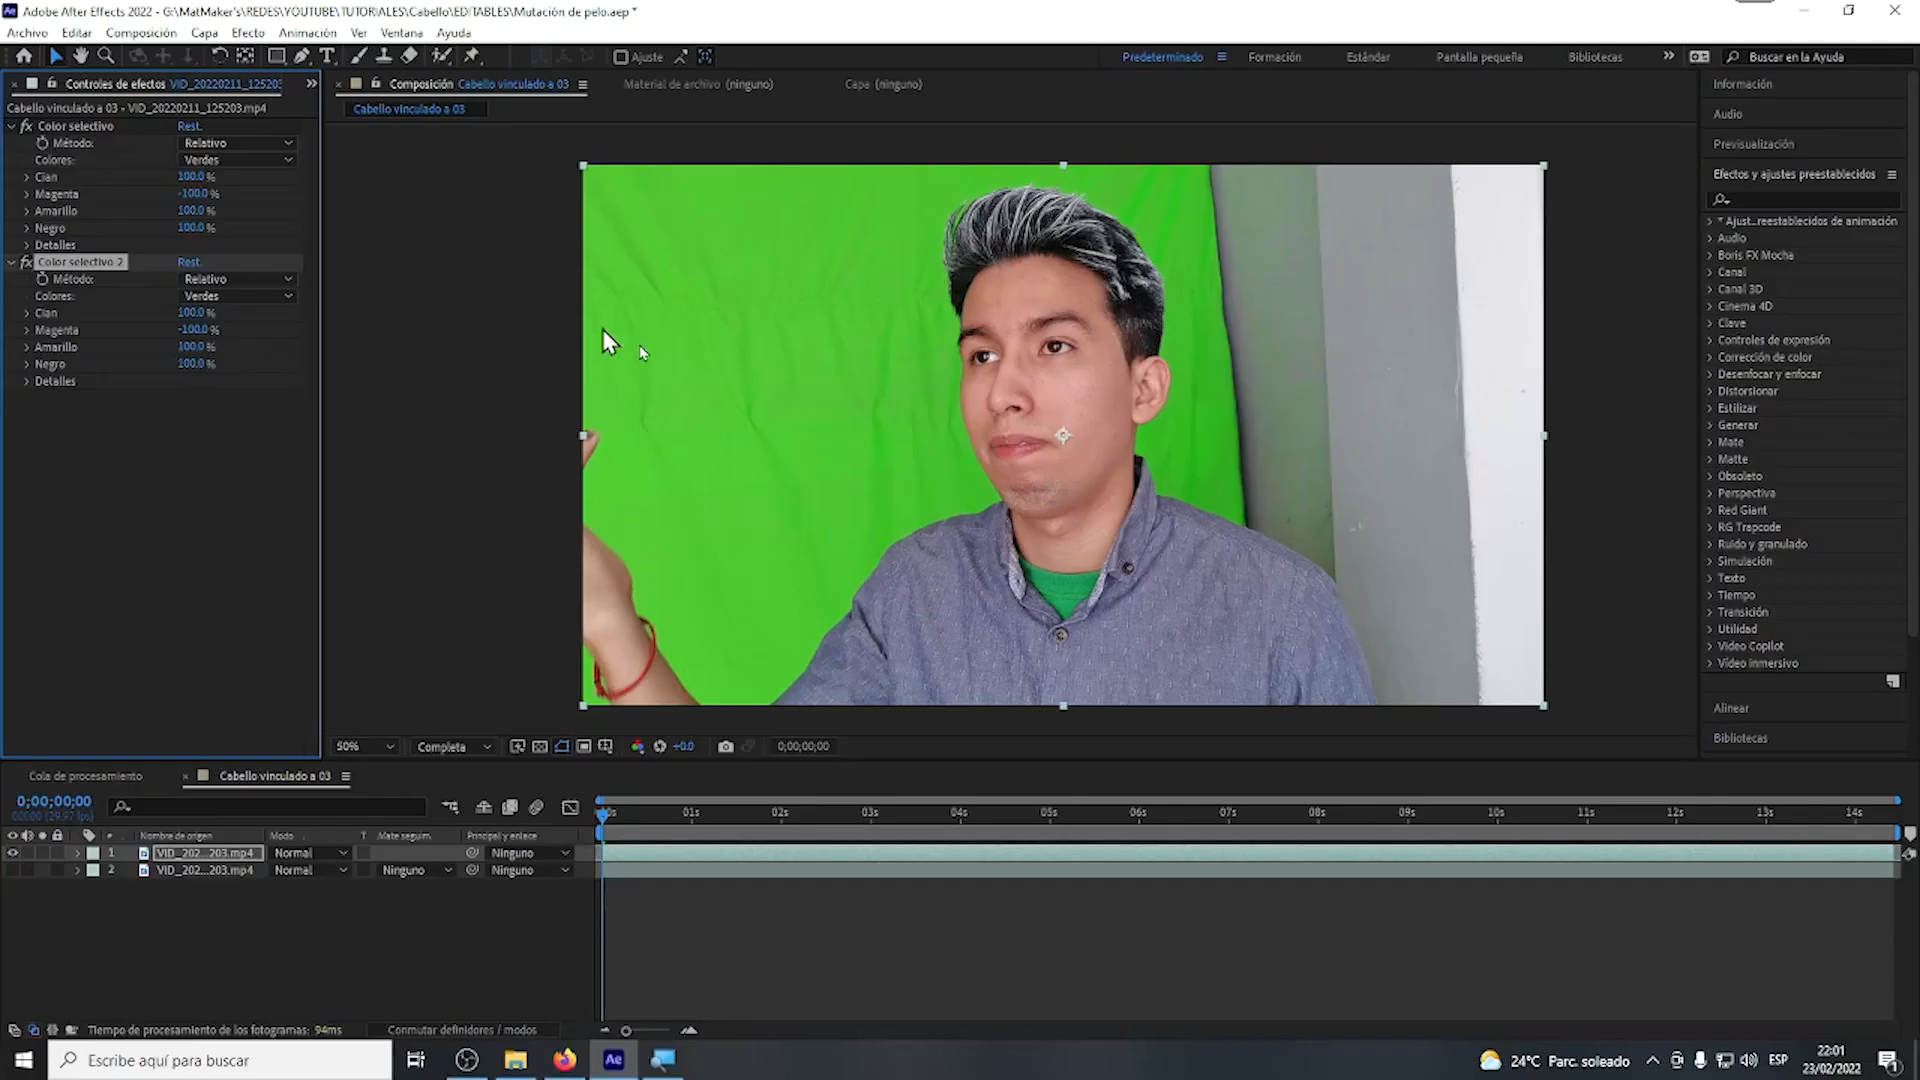 Adobe After Effects 2022 - G:\MatMaker's\REDES\YOUTUBE\TUTORIALES\Cabello\EDITABLES\Mutación de pelo.aep *
Archivo Editar Composición Capa Efecto Animación Ver Ventana Ayuda
Ajuste Predeterminado Formación Estándar Pantalla pequeña Bibliotecas Buscar en la Ayuda
Controles de efectos VID_20220211_125203
Cabello vinculado a 03 - VID_20220211_125203.mp4
fx Color selectivo Rest.
Método: Relativo
Colores: Verdes
Cian 100.0 %
Magenta -100.0 %
Amarillo 100.0 %
Negro 100.0 %
Detalles
fx Color selectivo 2 Rest.
Método: Relativo
Colores: Verdes
Cian 100.0 %
Magenta -100.0 %
Amarillo 100.0 %
Negro 100.0 %
Detalles
Composición Cabello vinculado a 03 Material de archivo (ninguno) Capa (ninguno)
Cabello vinculado a 03
50% Completa +0.0 0;00;00;00
Información
Audio
Previsualización
Efectos y ajustes preestablecidos
* Ajust...reestablecidos de animación
Audio
Boris FX Mocha
Canal
Canal 3D
Cinema 4D
Clave
Controles de expresión
Corrección de color
Desenfocar y enfocar
Distorsionar
Estilizar
Generar
Mate
Matte
Obsoleto
Perspectiva
Red Giant
RG Trapcode
Ruido y granulado
Simulación
Texto
Tiempo
Transición
Utilidad
Video Copilot
Vídeo inmersivo
Alinear
Bibliotecas
Cola de procesamiento Cabello vinculado a 03
0;00;00;00
00000 (29.97 fps)
# Nombre de origen Modo T Mate seguim. Principal y enlace
1 VID_202...203.mp4 Normal Ninguno
2 VID_202...203.mp4 Normal Ninguno Ninguno
01s 02s 03s 04s 05s 06s 07s 08s 09s 10s 11s 12s 13s 14s
Tiempo de procesamiento de los fotogramas: 94ms Conmutar definidores / modos
Escribe aquí para buscar
Ae
24°C Parc. soleado ESP
22:01
23/02/2022
1